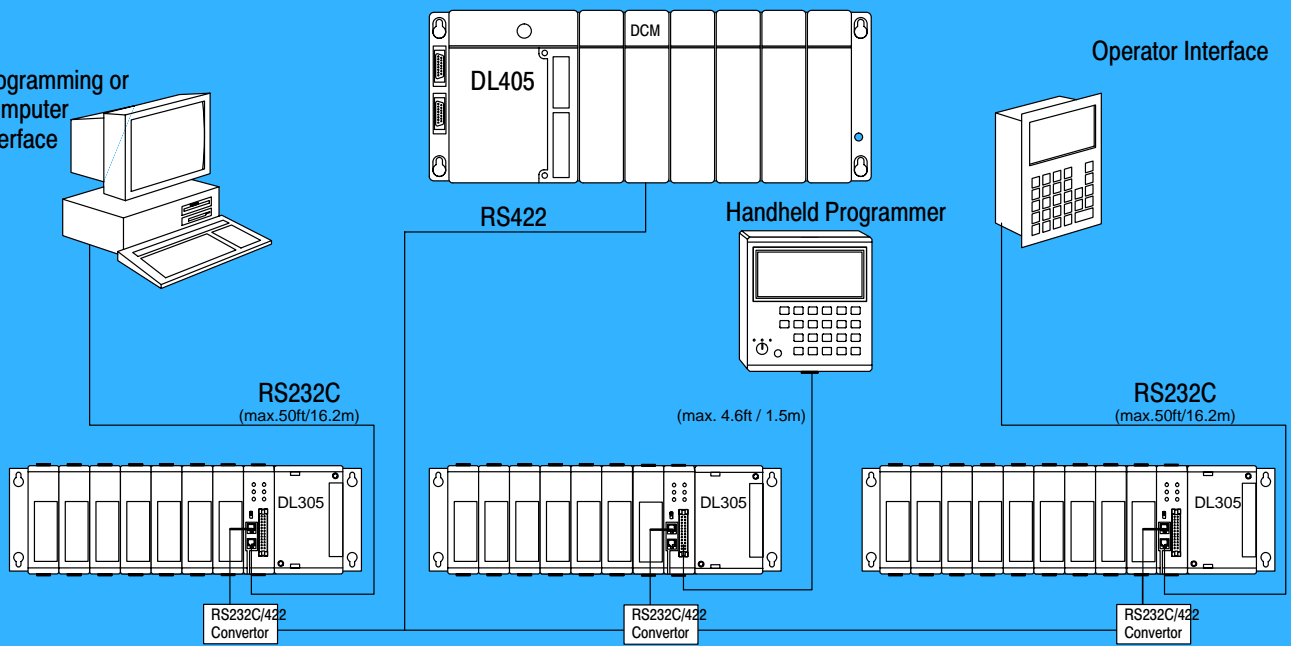 DCM
DL405
Operator Interface
rogramming or
mputer
erface
RS422
Handheld Programmer
RS232C
(max.50ft/16.2m)
(max. 4.6ft / 1.5m)
RS232C
(max.50ft/16.2m)
DL305
DL305
DL305
RS232C/422
Convertor
RS232C/422
Convertor
RS232C/422
Convertor